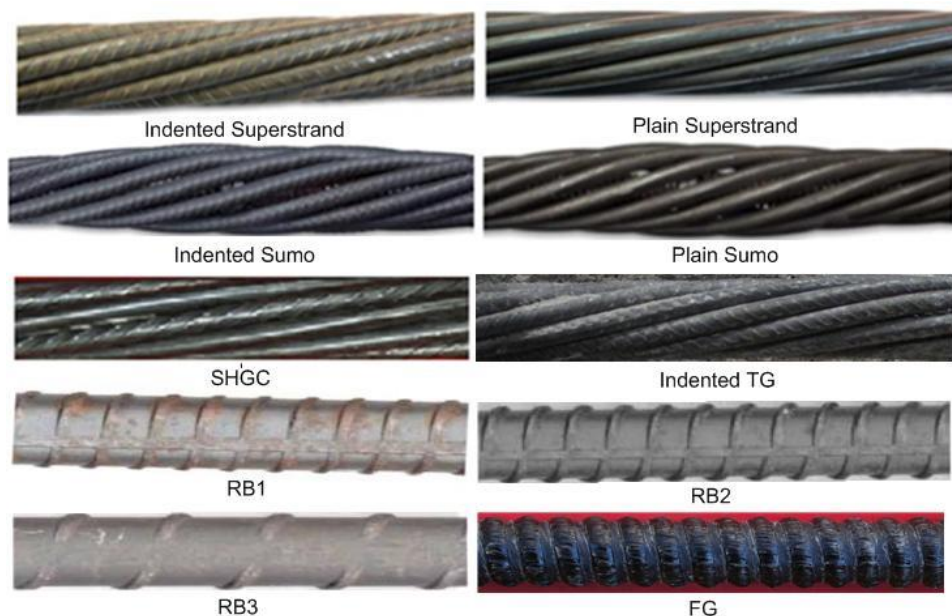 Indented Superstrand
Plain Superstrand
Indented Sumo
Plain Sumo
SHGC
Indented TG
RB1
RB2
RB3
FG